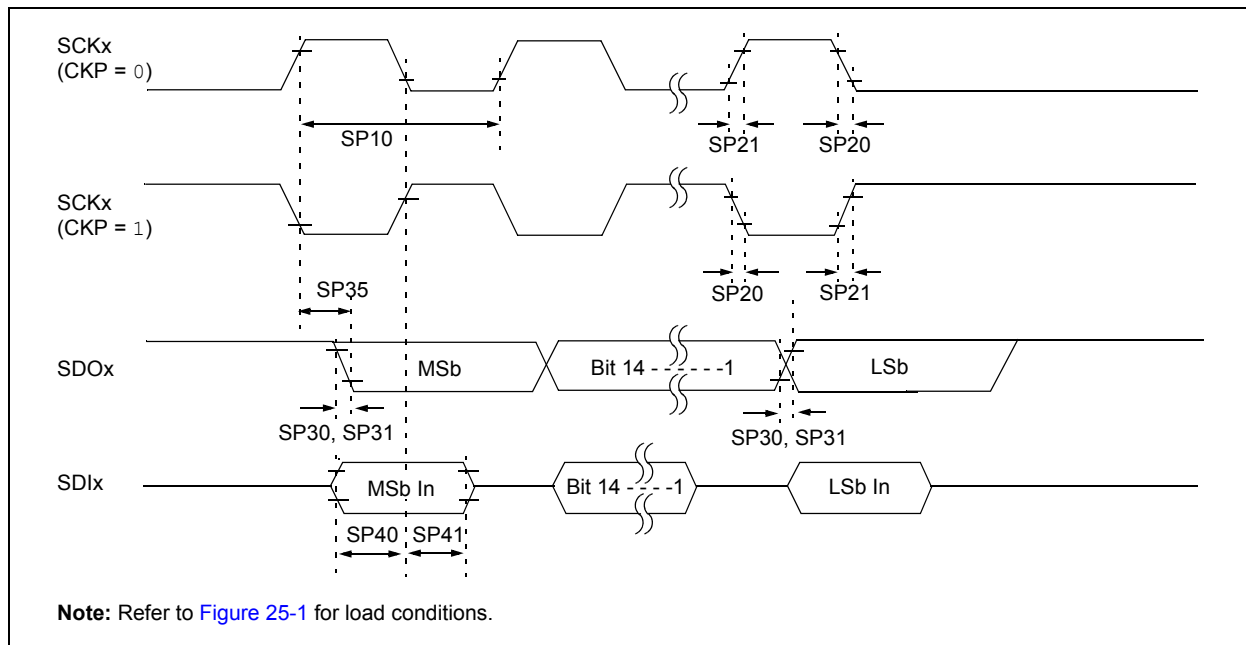 SCKx
(CKP = 0)
SP10
SP21
SP20
SCKx
(CKP = 1)
SP35
SP20
SP21
SDOx
MSb
Bit 14 - - - - - - -1
LSb
SP30, SP31
SP30, SP31
SDIx
MSb In
Bit 14 - - - - -1
LSb In
SP40
SP41
Note: Refer to Figure 25-1 for load conditions.